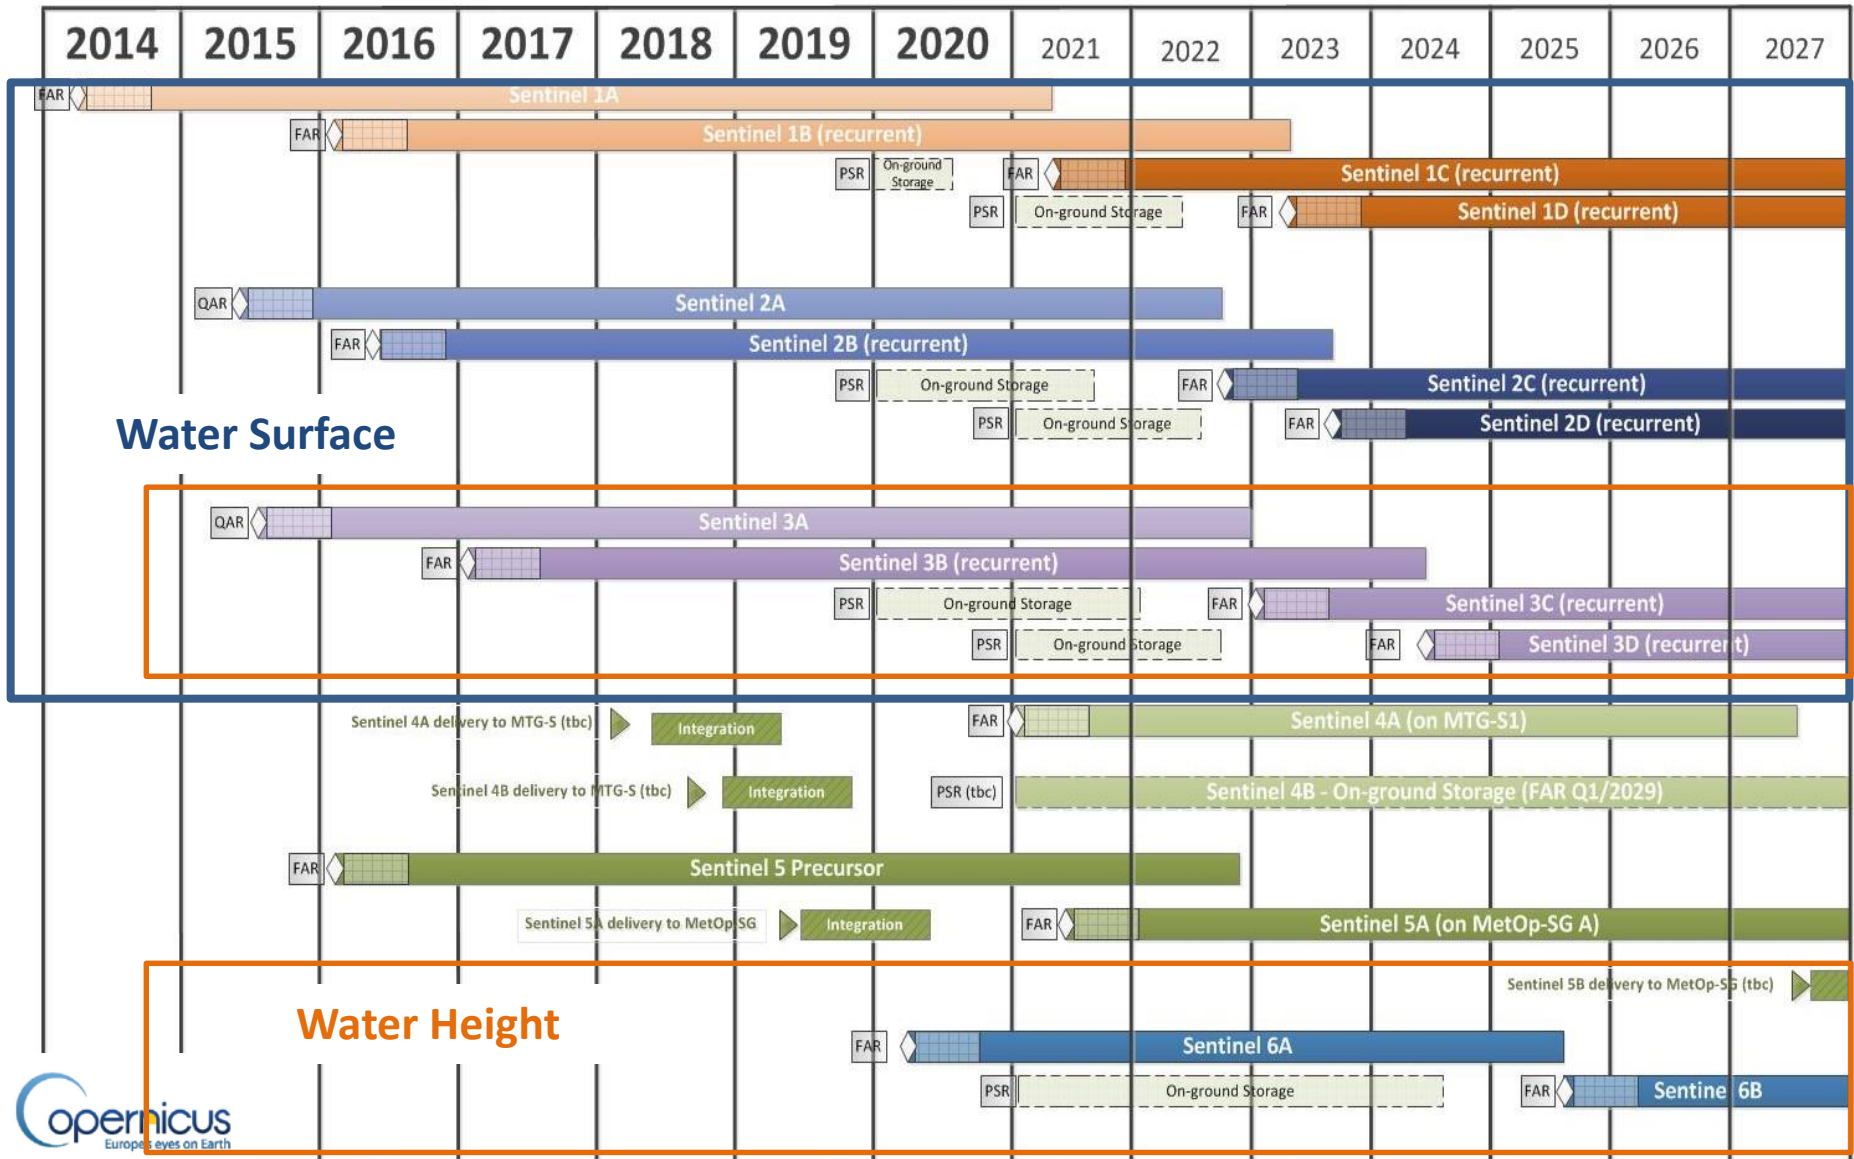 2014 2015 2016 2017 2018 2019 2020 2021 2022 2023 2024 2025 2026 2027
FAR Sentinel 1A
FAR Sentinel 1B (recurrent)
PSR On-ground Storage FAR Sentinel 1C (recurrent)
PSR On-ground Storage FAR Sentinel 1D (recurrent)
QAR Sentinel 2A
FAR Sentinel 2B (recurrent)
PSR On-ground Storage FAR Sentinel 2C (recurrent)
PSR On-ground Storage FAR Sentinel 2D (recurrent)
Water Surface
QAR Sentinel 3A
FAR Sentinel 3B (recurrent)
PSR On-ground Storage FAR Sentinel 3C (recurrent)
PSR On-ground Storage FAR Sentinel 3D (recurrent)
Sentinel 4A delivery to MTG-S (tbc) Integration FAR Sentinel 4A (on MTG-S1)
Sentinel 4B delivery to MTG-S (tbc) Integration PSR (tbc) Sentinel 4B - On-ground Storage (FAR Q1/2029)
FAR Sentinel 5 Precursor
Sentinel 5A delivery to MetOp-SG Integration FAR Sentinel 5A (on MetOp-SG A)
Sentinel 5B delivery to MetOp-SG (tbc)
Water Height
FAR Sentinel 6A
PSR On-ground Storage FAR Sentinel 6B
opernicus
Europe's eyes on Earth